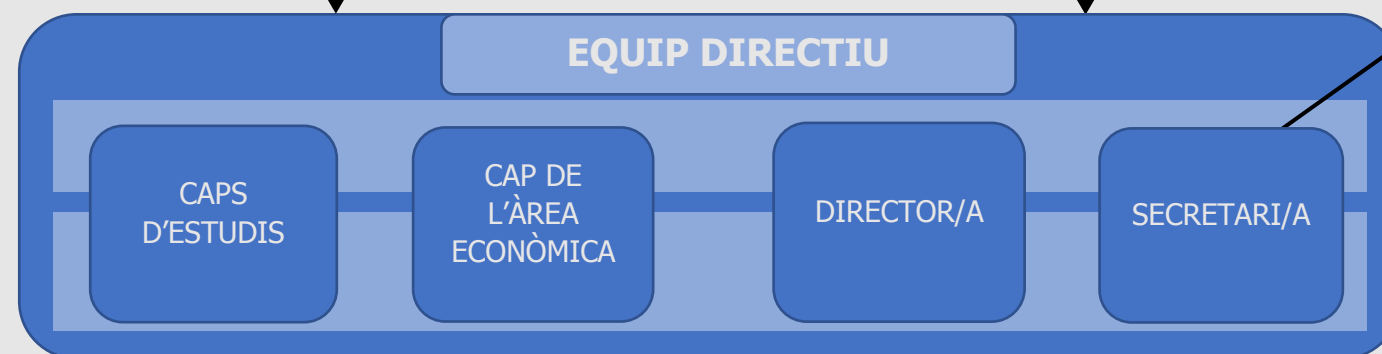 EQUIP DIRECTIU
CAPS
D’ESTUDIS
CAP DE
L’ÀREA
ECONÒMICA
DIRECTOR/A
SECRETARI/A